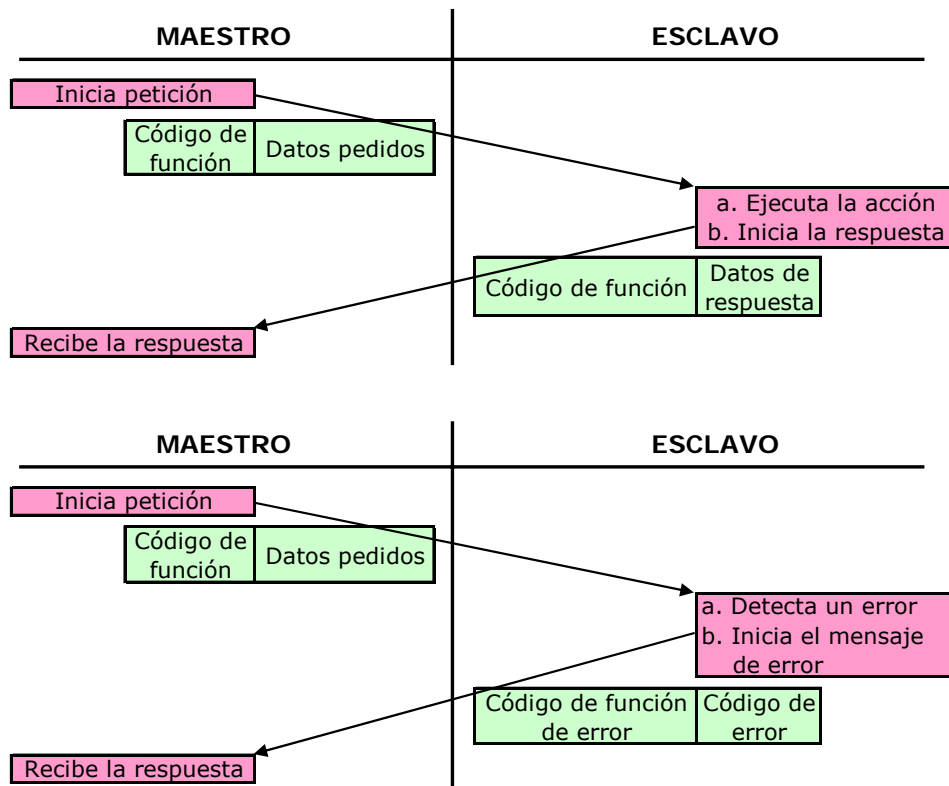 MAESTRO
ESCLAVO
Inicia petición
Código de
función
Datos pedidos
a. Ejecuta la acción
b. Inicia la respuesta
Código de función
Datos de
respuesta
Recibe la respuesta
MAESTRO
ESCLAVO
Inicia petición
Código de
función
Datos pedidos
a. Detecta un error
b. Inicia el mensaje
de error
Código de función
de error
Código de
error
Recibe la respuesta